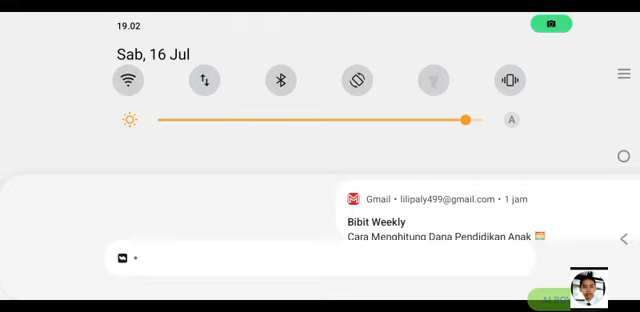 19.02
Sab, 16 Jul
A
Gmail • lilipaly499@gmail.com • 1 jam
Bibit Weekly
Cara Menghitung Dana Pendidikan Anak